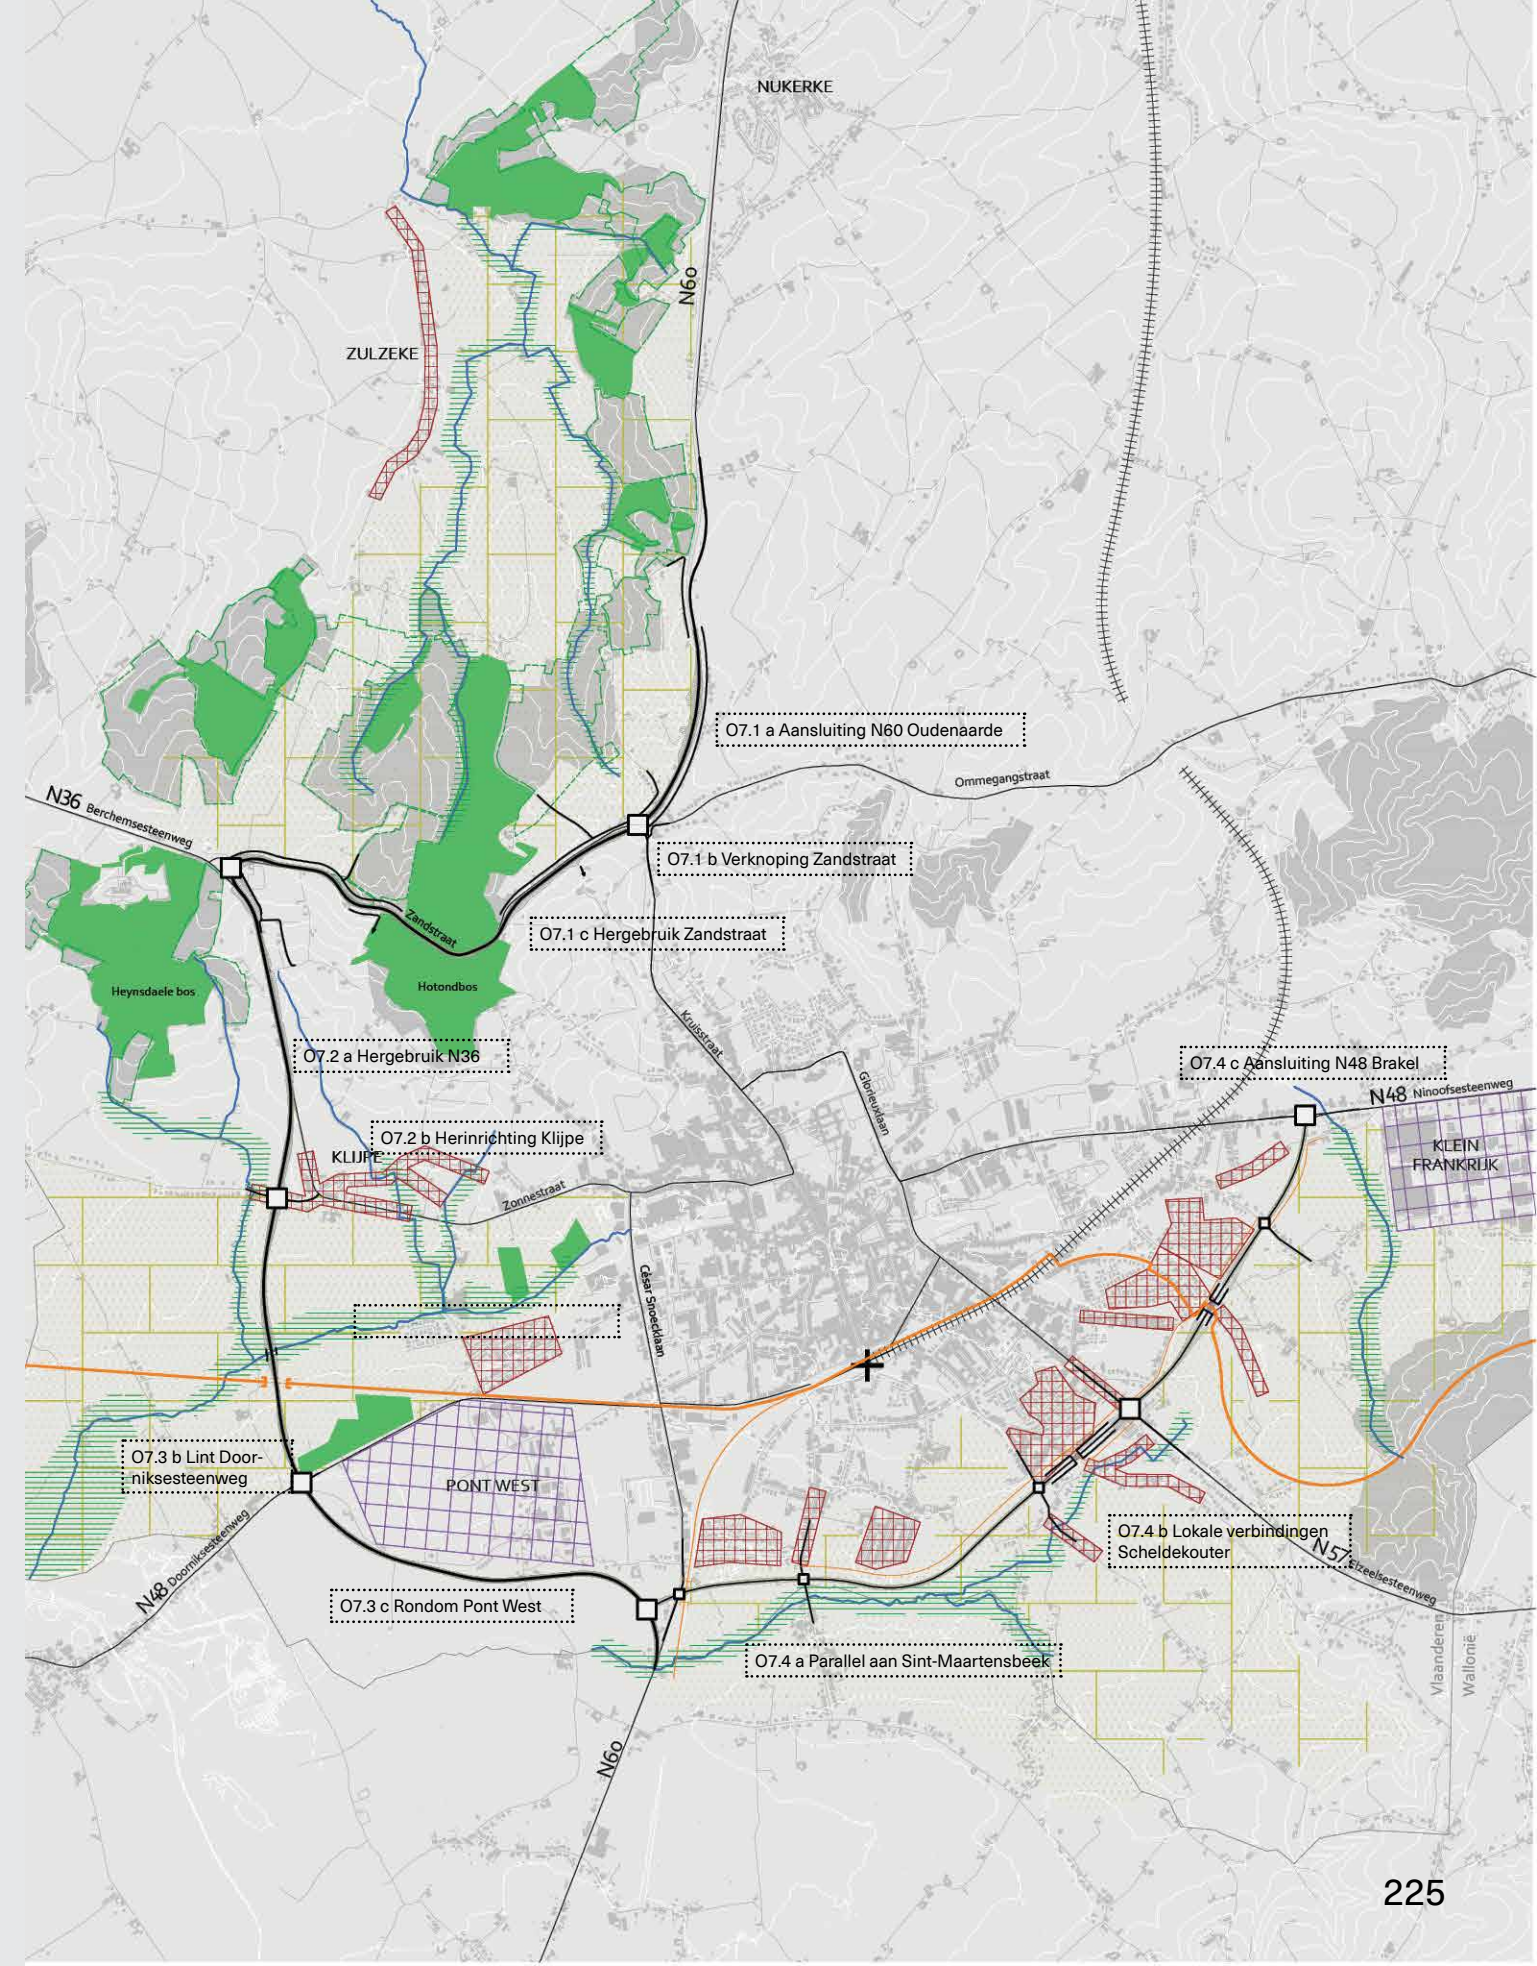 NUKERKE
N60
ZULZEKE
O7.1 a Aansluiting N60 Oudenaarde
Ommegangstraat
N36 Berchemsesteenweg
O7.1 b Verknoping Zandstraat
Zandstraat
O7.1 c Hergebruik Zandstraat
Heynsdaele bos
Hotondbos
Kruisstraat
O7.2 a Hergebruik N36
O7.4 c Aansluiting N48 Brakel
Glorieuxlaan
N48 Ninoofsesteenweg
O7.2 b Herinrichting Klijpe
KLIJPE
KLEIN
FRANKRIJK
Zonnestraat
César Snoecklaan
O7.3 b Lint Door-
niksesteenweg
PONT WEST
N48 Doorniksesteenweg
O7.4 b Lokale verbindingen
Scheldekouter
N57 Elzeelsesteenweg
O7.3 c Rondom Pont West
O7.4 a Parallel aan Sint-Maartensbeek
Vlaanderen
Wallonië
N60
225